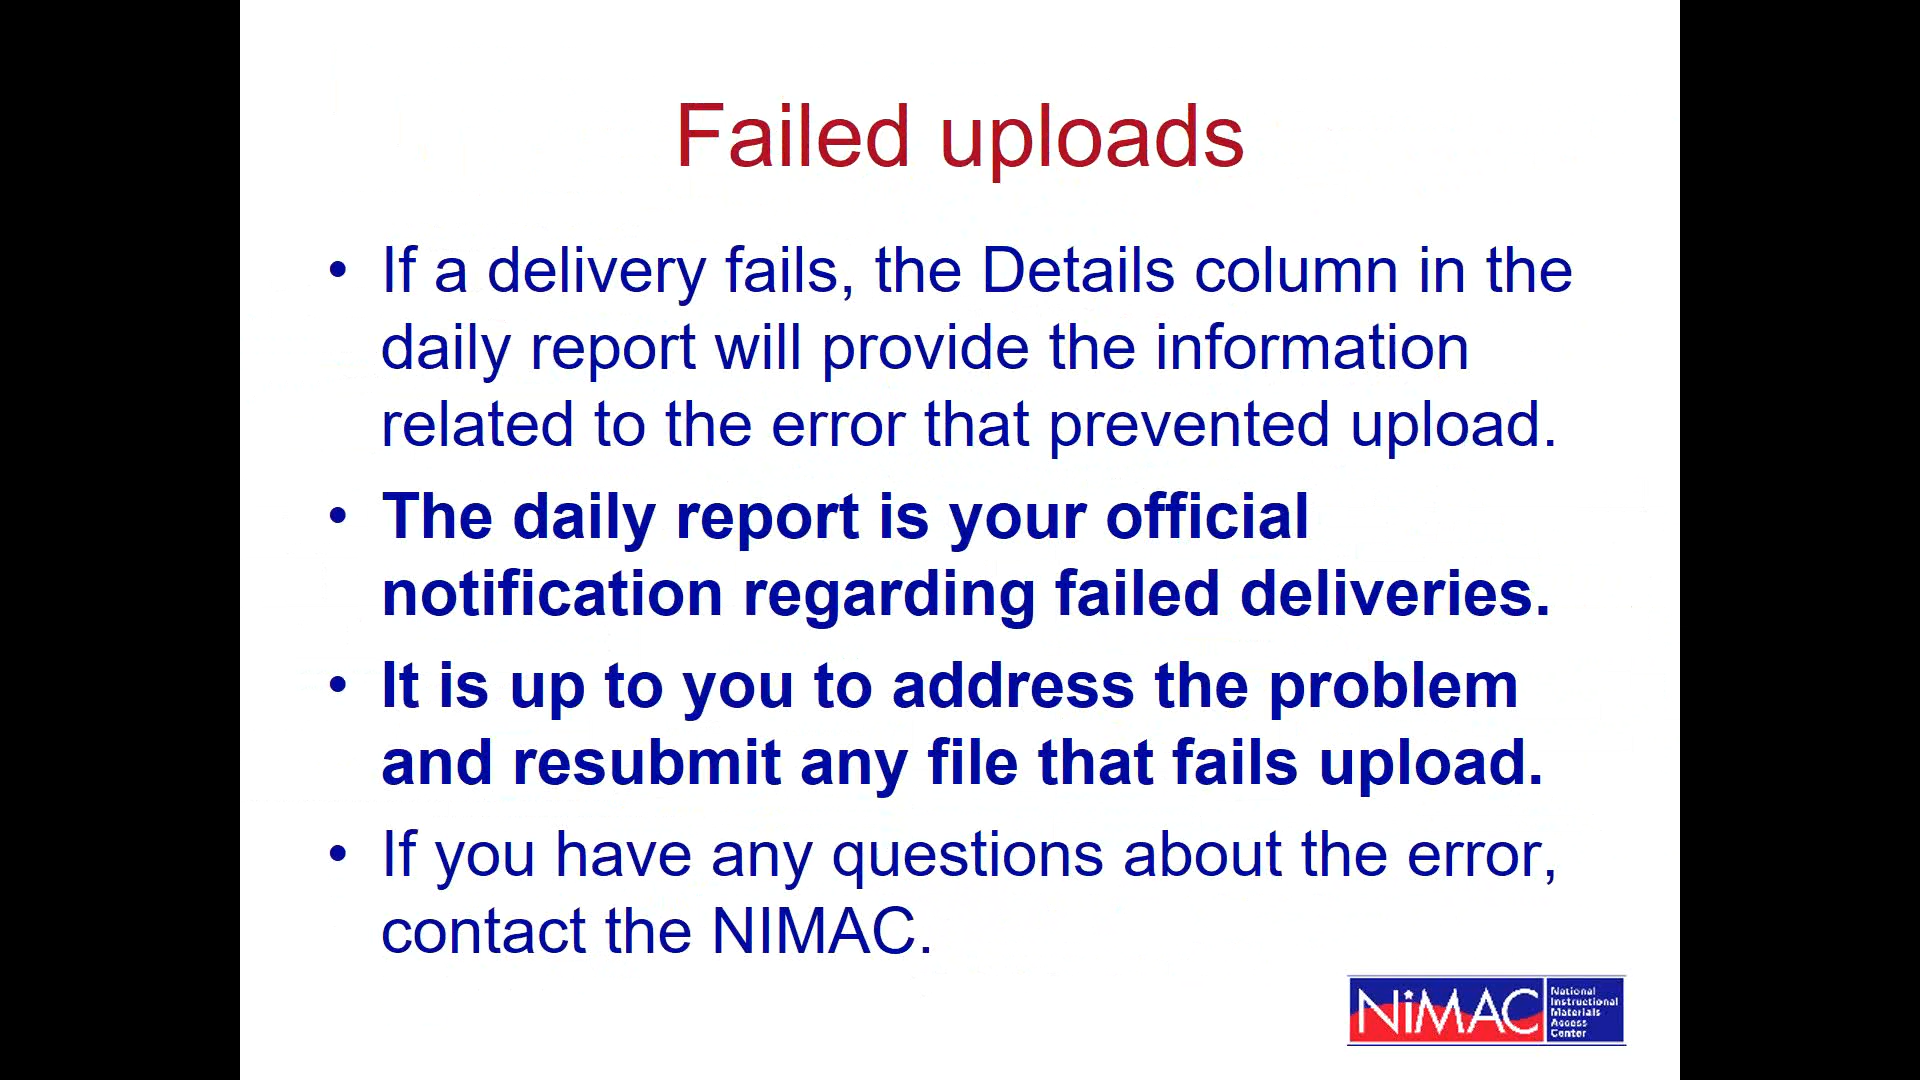 Failed uploads
• If a delivery fails, the Details column in the
daily report will provide the information
related to the error that prevented upload.
• The daily report is your official
notification regarding failed deliveries.
• It is up to you to address the problem
and resubmit any file that fails upload.
• If you have any questions about the error,
contact the NIMAC.
NiMAC
National
Instructional
Materials
Access
Center